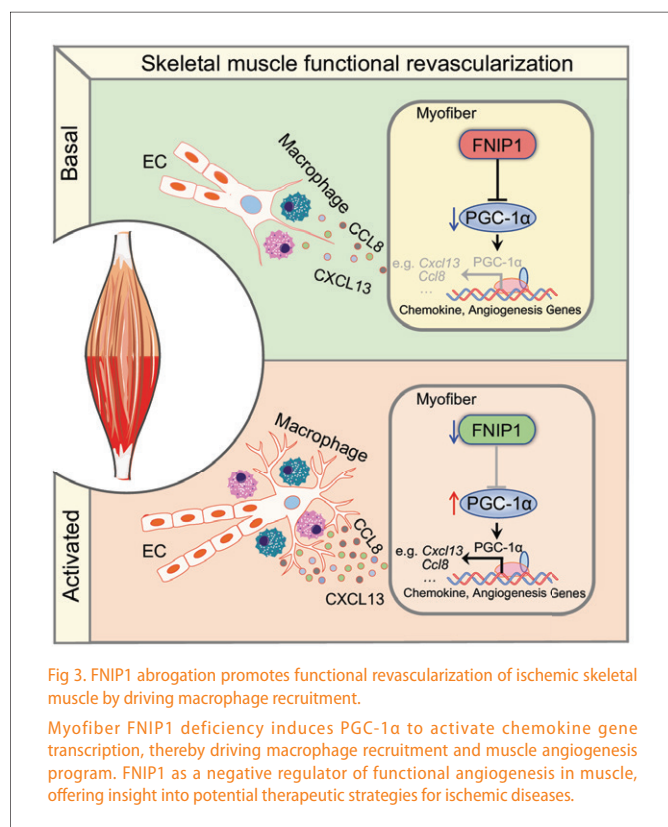 Skeletal muscle functional revascularization
Basal
EC
Macrophage
CCL8
CXCL13
Myofiber
FNIP1
PGC-1α
e.g. Cxcl13
PGC-1α
Ccl8
...
Chemokine, Angiogenesis Genes
Activated
EC
Macrophage
CCL8
CXCL13
Myofiber
FNIP1
PGC-1α
e.g. Cxcl13
PGC-1α
Ccl8
...
Chemokine, Angiogenesis Genes
Fig 3. FNIP1 abrogation promotes functional revascularization of ischemic skeletal
muscle by driving macrophage recruitment.
Myofiber FNIP1 deficiency induces PGC-1α to activate chemokine gene
transcription, thereby driving macrophage recruitment and muscle angiogenesis
program. FNIP1 as a negative regulator of functional angiogenesis in muscle,
offering insight into potential therapeutic strategies for ischemic diseases.